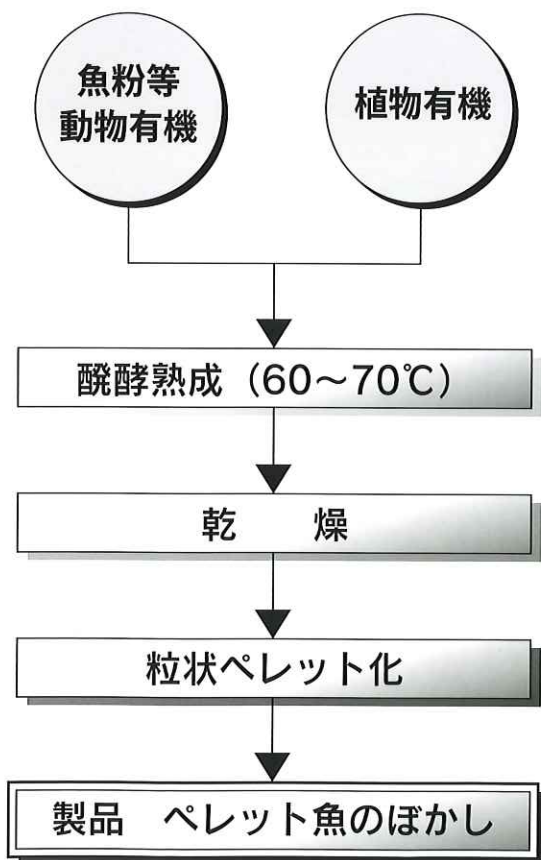 魚粉等
動物有機
植物有機
醗酵熟成（60～70℃）
乾　　燥
粒状ペレット化
製品　ペレット魚のぼかし